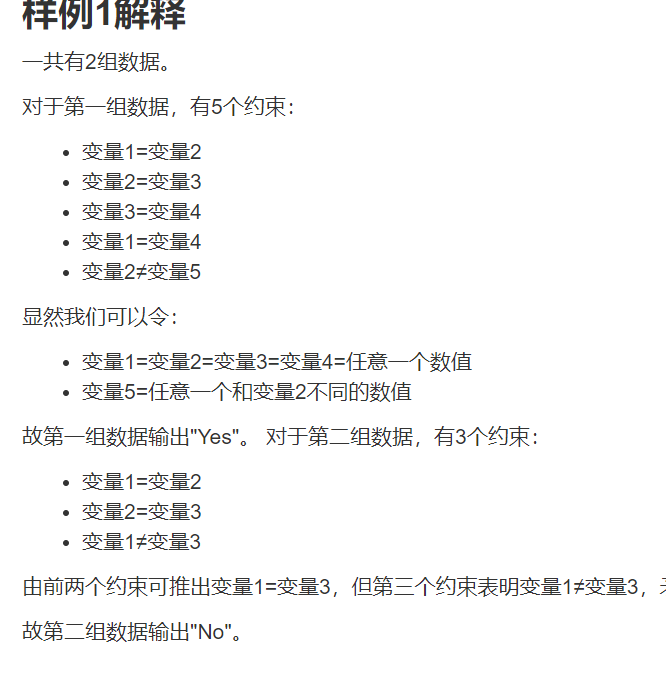 样例1解释
一共有2组数据。
对于第一组数据，有5个约束：
变量1=变量2
变量2=变量3
变量3=变量4
变量1=变量4
变量2≠变量5
显然我们可以令：
变量1=变量2=变量3=变量4=任意一个数值
变量5=任意一个和变量2不同的数值
故第一组数据输出"Yes"。 对于第二组数据，有3个约束：
变量1=变量2
变量2=变量3
变量1≠变量3
由前两个约束可推出变量1=变量3，但第三个约束表明变量1≠变量3，
故第二组数据输出"No"。